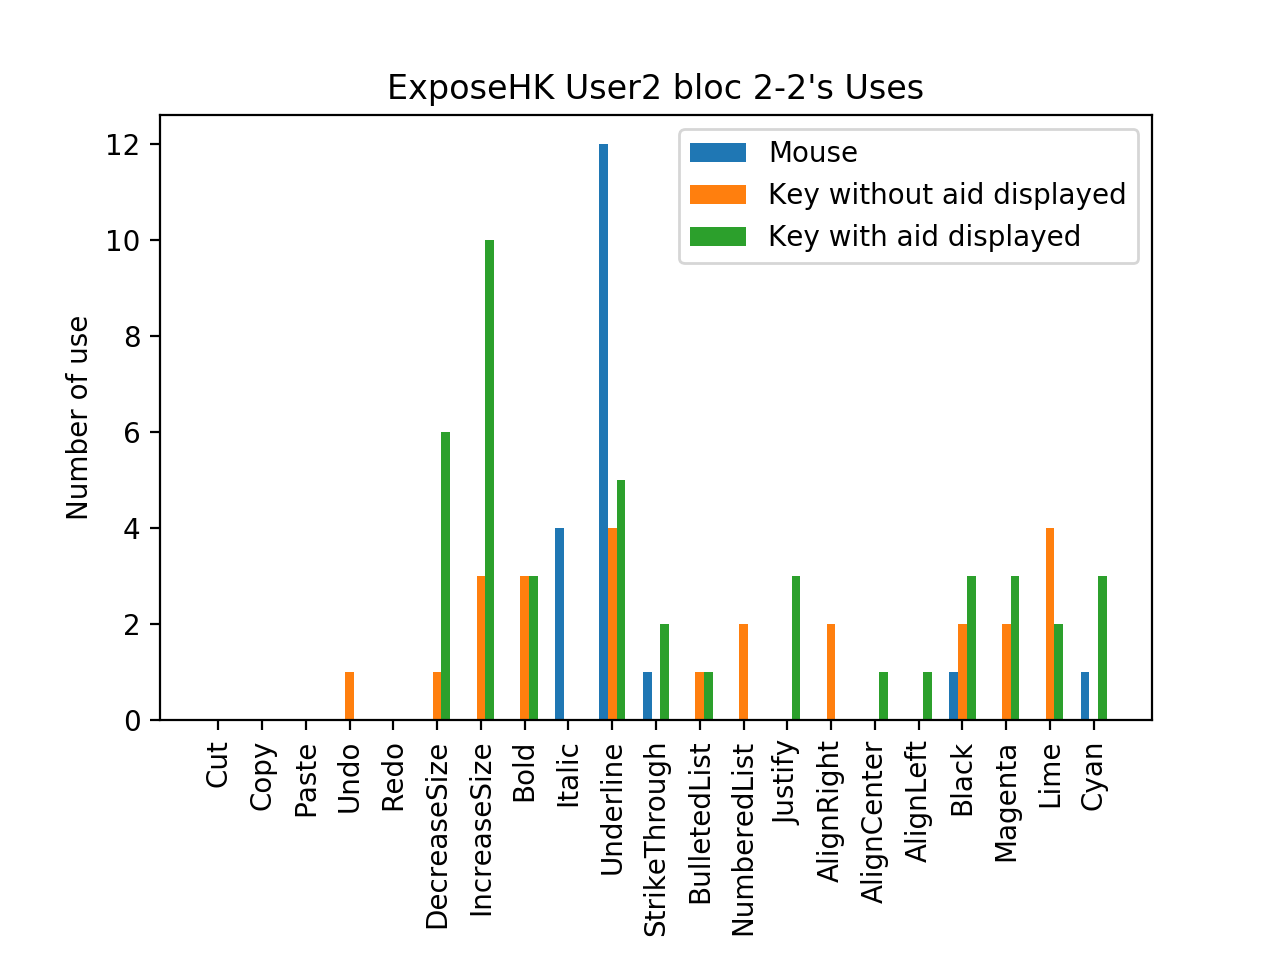 ExposeHK User2 bloc 2-2's Uses
Mouse
Key without aid displayed
Key with aid displayed
Number of use
12
10
8
6
4
2
0
Cut
Copy
Paste
Undo
Redo
DecreaseSize
IncreaseSize
Bold
Italic
Underline
StrikeThrough
BulletedList
NumberedList
Justify
AlignRight
AlignCenter
AlignLeft
Black
Magenta
Lime
Cyan